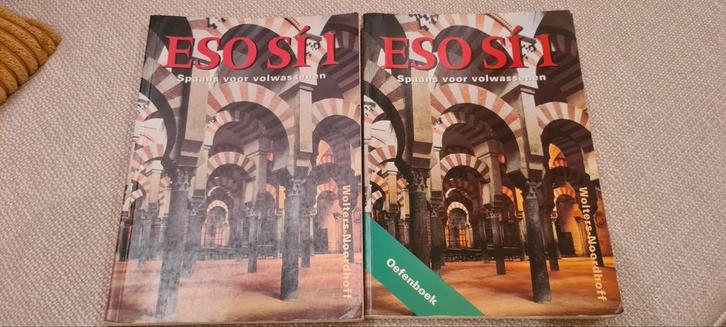 ESO SÍ 1
Spaans voor volwassenen
Wolters-Noordhoff
ESO SÍ 1
Spaans voor volwassenen
Wolters-Noordhoff
Oefenboek